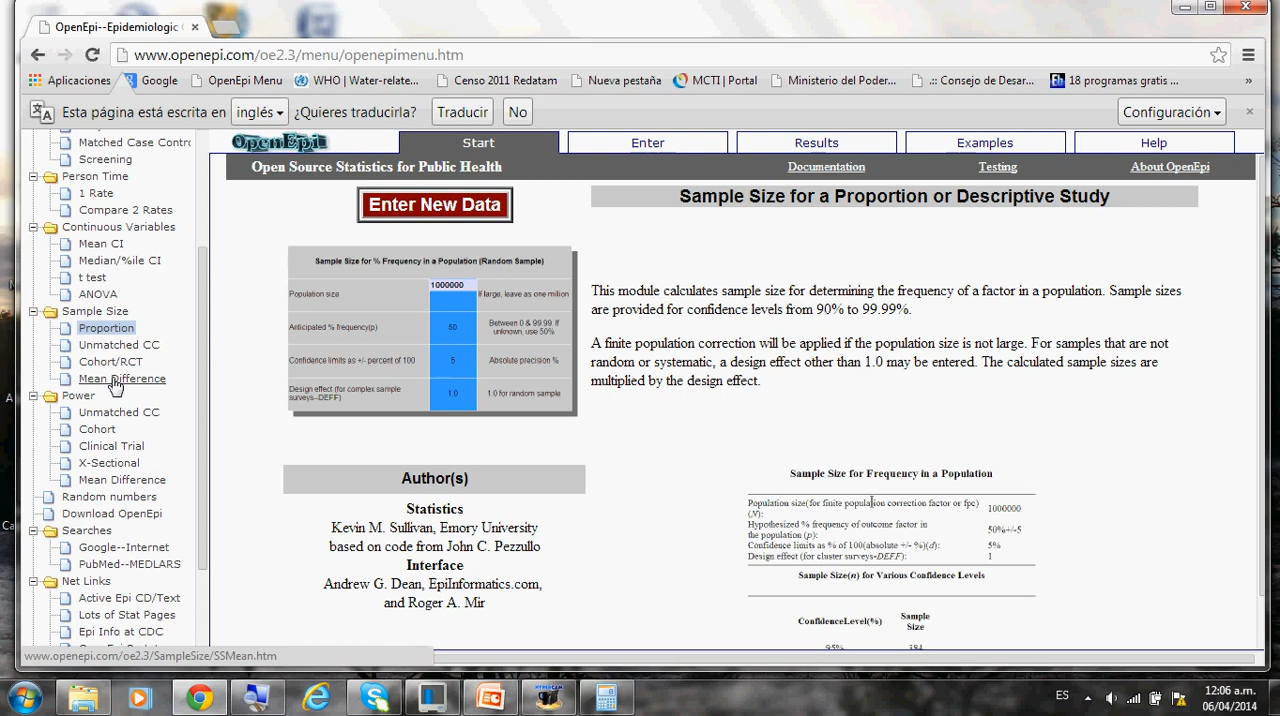 OpenEpi--Epidemiologic
www.openepi.com/oe2.3/menu/openepimenu.htm
Aplicaciones Google OpenEpi Menu WHO | Water-relate... Censo 2011 Redatam Nueva pestaña MCTI | Portal Ministerio del Poder... .:: Consejo de Desar... 18 programas gratis ... »
Esta página está escrita en inglés ¿Quieres traducirla? Traducir No Configuración
OpenEpi Start Enter Results Examples Help
Open Source Statistics for Public Health Documentation Testing About OpenEpi
Matched Case Contro
Screening
Person Time
1 Rate
Compare 2 Rates
Continuous Variables
Mean CI
Median/%ile CI
t test
ANOVA
Sample Size
Proportion
Unmatched CC
Cohort/RCT
Mean Difference
Power
Unmatched CC
Cohort
Clinical Trial
X-Sectional
Mean Difference
Random numbers
Download OpenEpi
Searches
Google--Internet
PubMed--MEDLARS
Net Links
Active Epi CD/Text
Lots of Stat Pages
Epi Info at CDC
www.openepi.com/oe2.3/SampleSize/SSMean.htm
Enter New Data
Sample Size for % Frequency in a Population (Random Sample)
Population size 1000000 If large, leave as one milion
Anticipated % frequency(p) 50 Between 0 & 99.99. If unknown, use 50%
Confidence limits as +/- percent of 100 5 Absolute precision %
Design effect (for complex sample surveys--DEFF) 1.0 1.0 for random sample
Author(s)
Statistics
Kevin M. Sullivan, Emory University
based on code from John C. Pezzullo
Interface
Andrew G. Dean, EpiInformatics.com,
and Roger A. Mir
Sample Size for a Proportion or Descriptive Study
This module calculates sample size for determining the frequency of a factor in a population. Sample sizes
are provided for confidence levels from 90% to 99.99%.
A finite population correction will be applied if the population size is not large. For samples that are not
random or systematic, a design effect other than 1.0 may be entered. The calculated sample sizes are
multiplied by the design effect.
Sample Size for Frequency in a Population
Population size(for finite population correction factor or fpc)
(N): 1000000
Hypothesized % frequency of outcome factor in
the population (p): 50%+/-5
Confidence limits as % of 100(absolute +/- %)(d): 5%
Design effect (for cluster surveys-DEFF): 1
Sample Size(n) for Various Confidence Levels
ConfidenceLevel(%) Sample Size
95% 384
ES 12:06 a.m.
06/04/2014